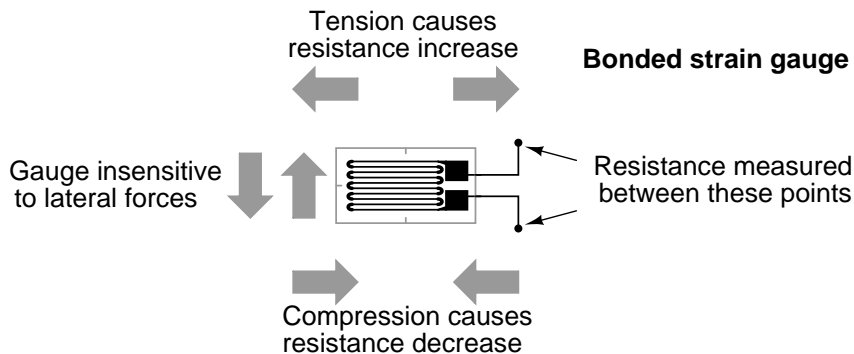 Tension causes
resistance increase
Bonded strain gauge
Gauge insensitive
to lateral forces
Resistance measured
between these points
Compression causes
resistance decrease